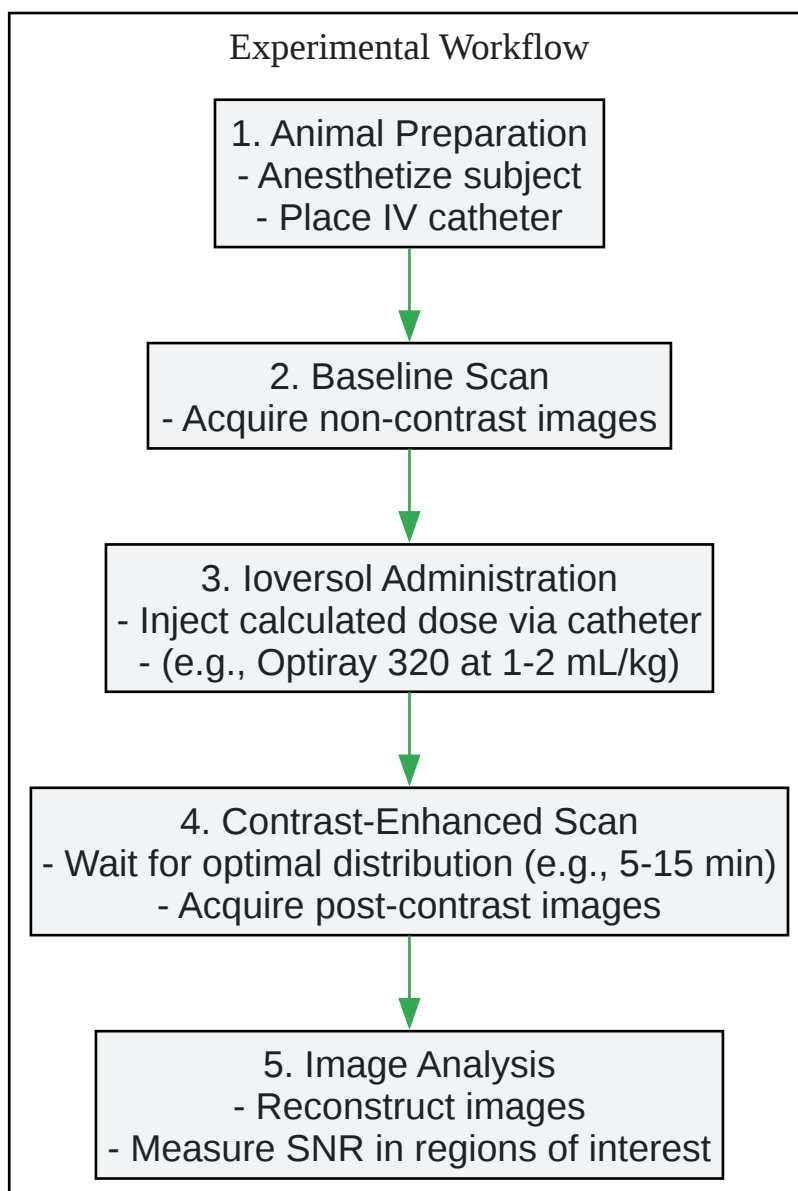 Experimental Workflow
1. Animal Preparation
- Anesthetize subject
- Place IV catheter
2. Baseline Scan
- Acquire non-contrast images
3. Ioversol Administration
- Inject calculated dose via catheter
- (e.g., Optiray 320 at 1-2 mL/kg)
4. Contrast-Enhanced Scan
- Wait for optimal distribution (e.g., 5-15 min)
- Acquire post-contrast images
5. Image Analysis
- Reconstruct images
- Measure SNR in regions of interest